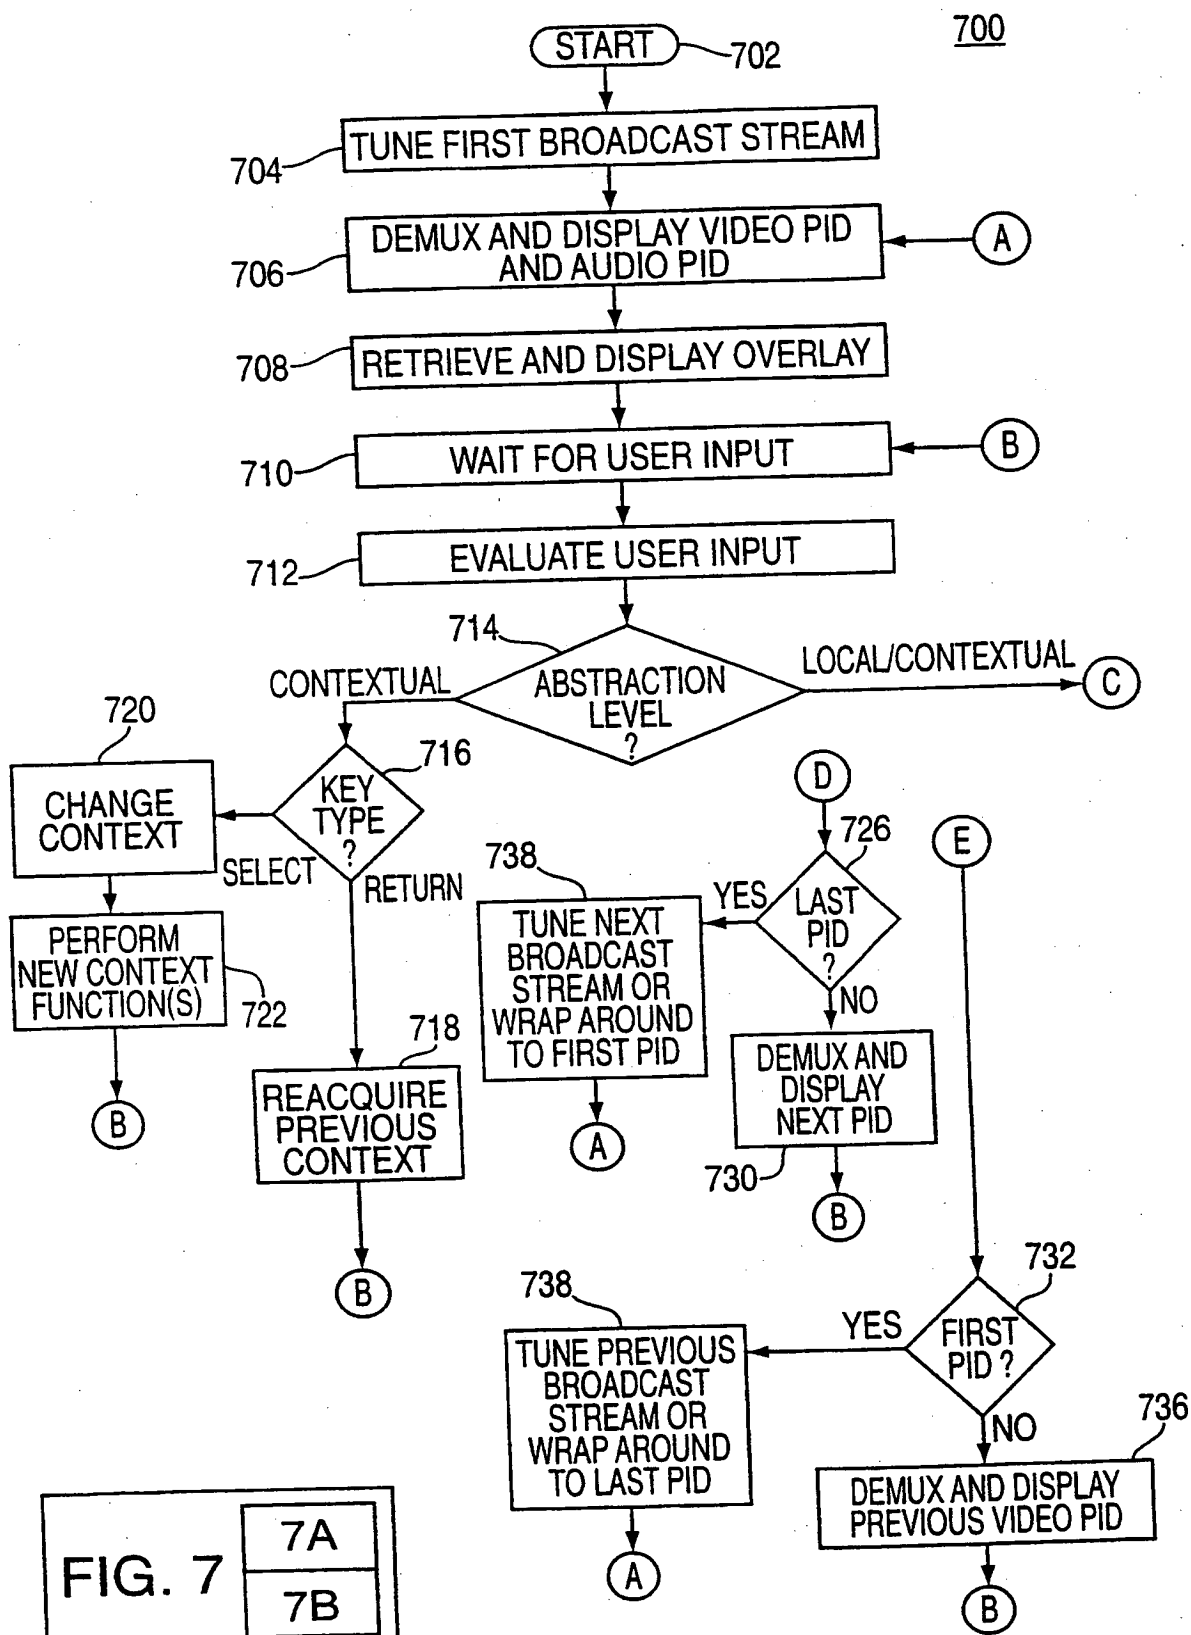 700
START
702
TUNE FIRST BROADCAST STREAM
704
DEMUX AND DISPLAY VIDEO PID
AND AUDIO PID
706
A
RETRIEVE AND DISPLAY OVERLAY
708
WAIT FOR USER INPUT
710
B
EVALUATE USER INPUT
712
714
ABSTRACTION
LEVEL
?
CONTEXTUAL
LOCAL/CONTEXTUAL
C
720
CHANGE
CONTEXT
716
KEY
TYPE
?
SELECT
RETURN
PERFORM
NEW CONTEXT
FUNCTION(S)
722
B
718
REACQUIRE
PREVIOUS
CONTEXT
B
D
726
LAST
PID
?
YES
NO
738
TUNE NEXT
BROADCAST
STREAM OR
WRAP AROUND
TO FIRST PID
A
DEMUX AND
DISPLAY
NEXT PID
730
B
E
732
FIRST
PID ?
YES
NO
738
TUNE PREVIOUS
BROADCAST
STREAM OR
WRAP AROUND
TO LAST PID
A
736
DEMUX AND DISPLAY
PREVIOUS VIDEO PID
B
FIG. 7
7A
7B